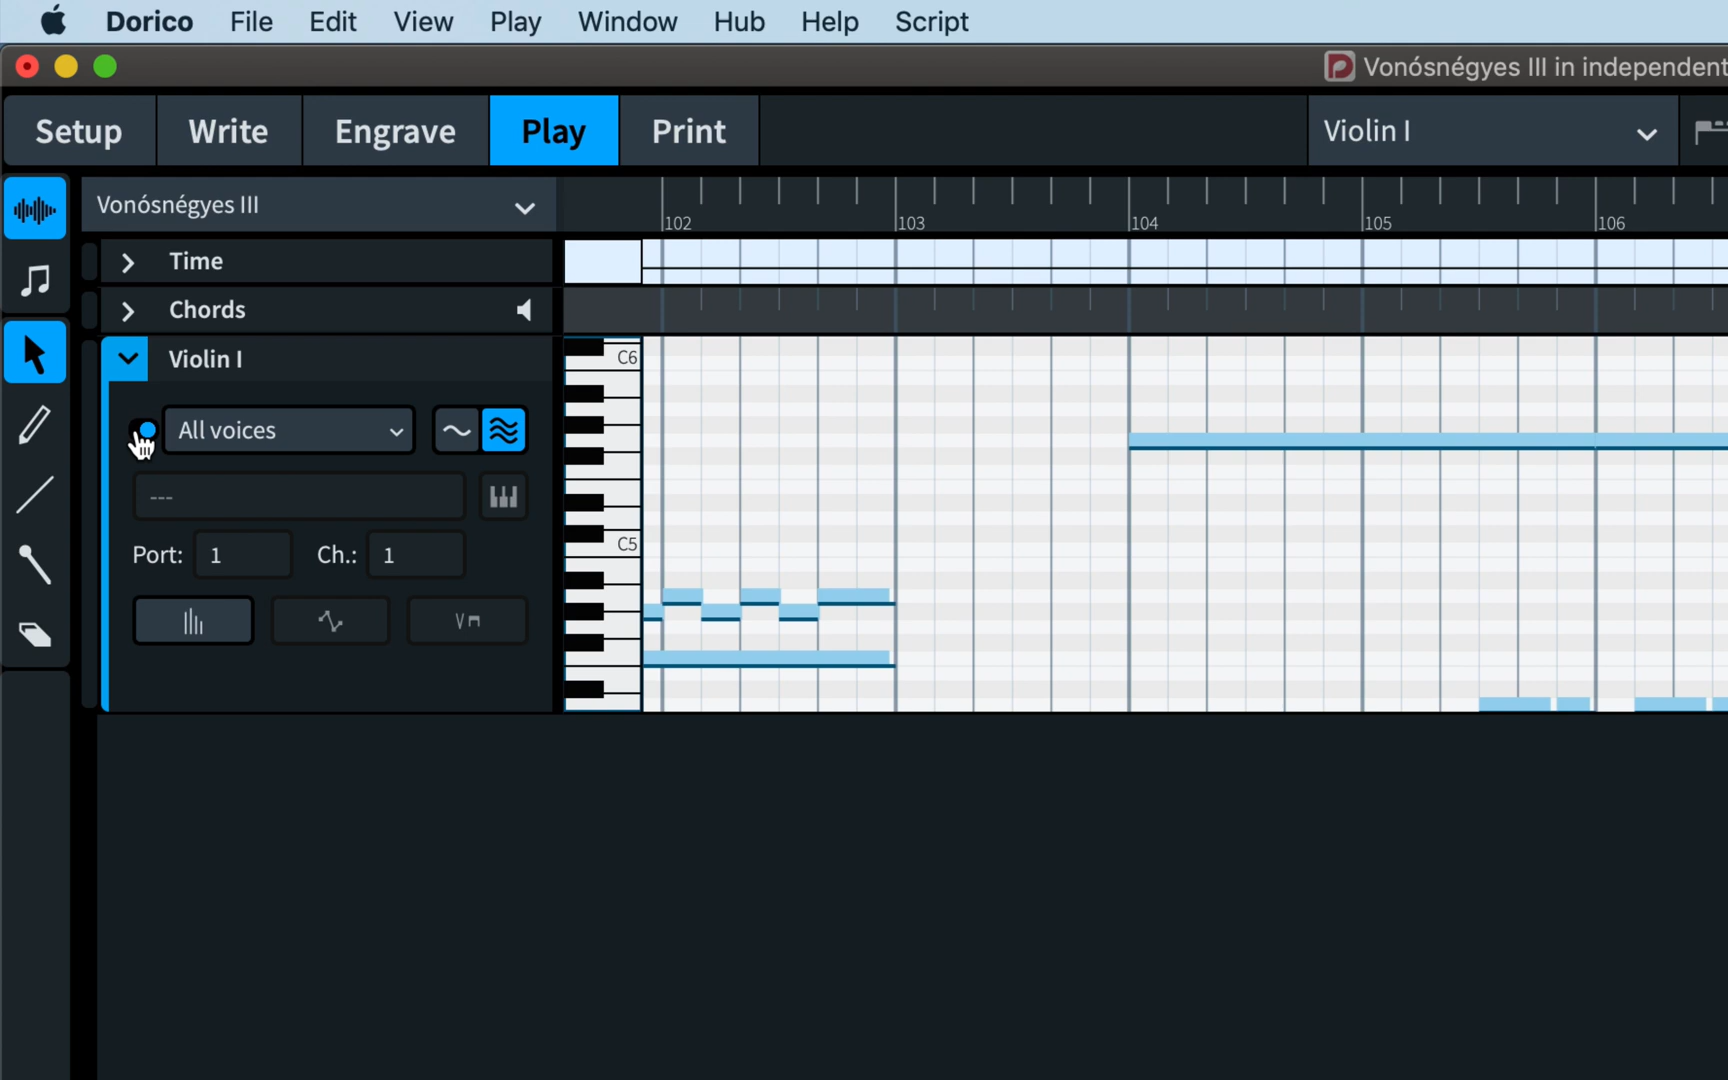 Dorico File Edit View Play Window Hub Help Script
Vonósnégyes III in independent
Setup Write Engrave Play Print Violin I
Vonósnégyes III
102 103 104 105 106
Time
Chords
Violin I
C6
All voices
---
C5
Port: 1 Ch.: 1